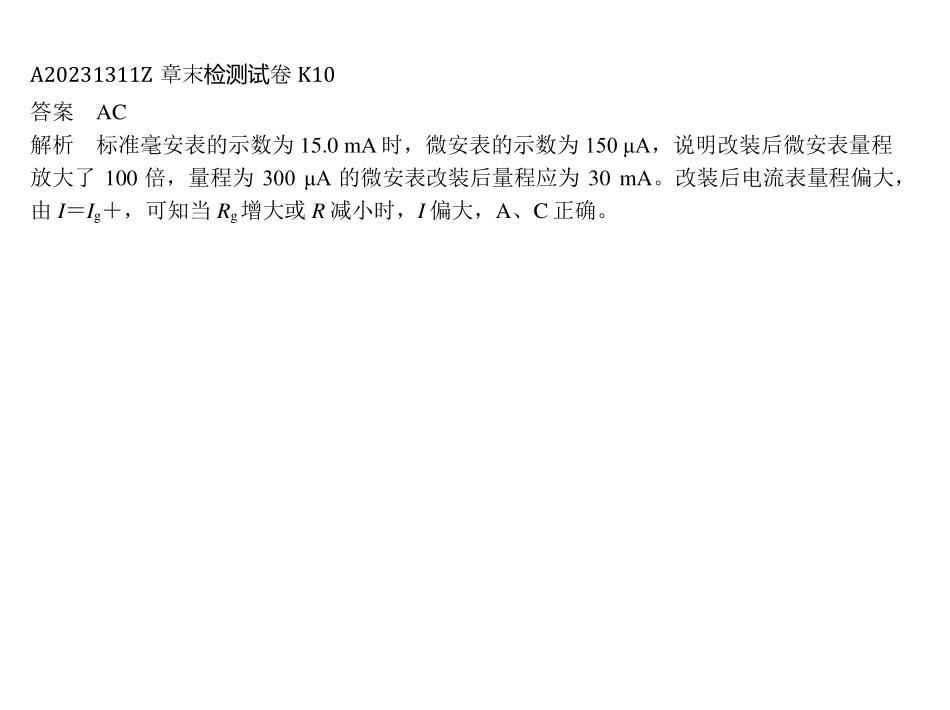 A20231311Z 章末检测试卷 K10
答案　AC
解析　标准毫安表的示数为 15.0 mA 时，微安表的示数为 150 μA，说明改装后微安表量程
放大了 100 倍，量程为 300 μA 的微安表改装后量程应为 30 mA。改装后电流表量程偏大，
由 I＝Ig＋，可知当 Rg 增大或 R 减小时，I 偏大，A、C 正确。